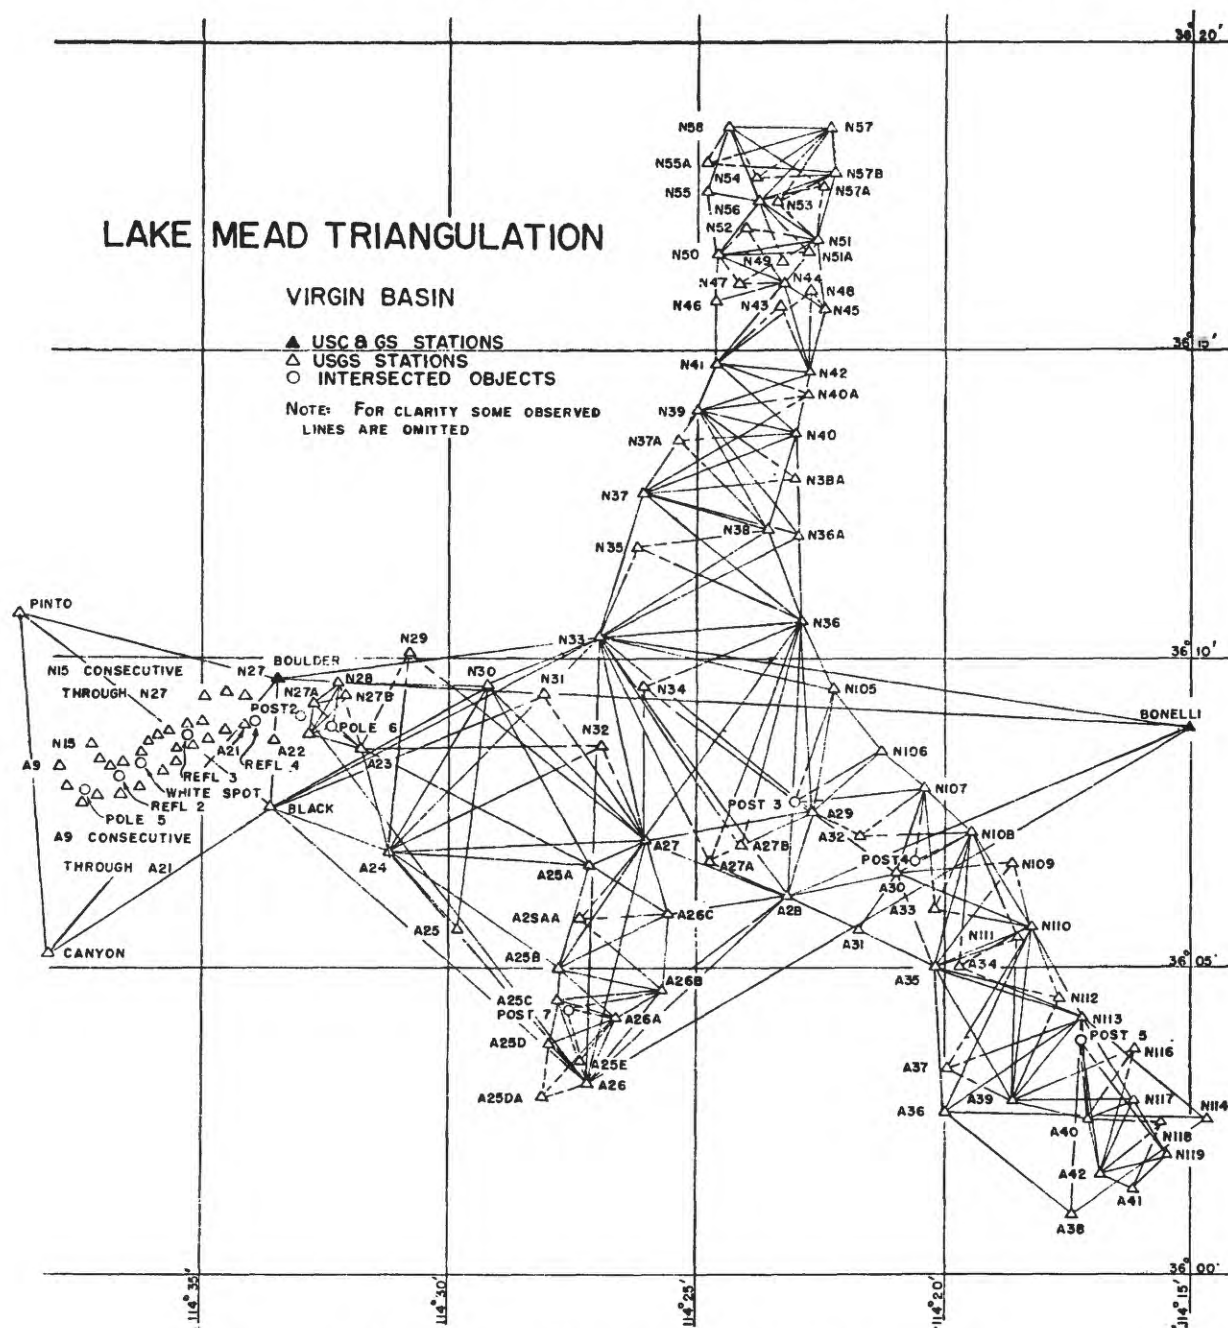 36° 20'
N58
N57
N55A
N54
N57B
N57A
N55
N56
N53
N52
LAKE MEAD TRIANGULATION
N51
N50
N49
N51A
N47
N44
N48
VIRGIN BASIN
N46
N43
N45
USC & GS STATIONS
USGS STATIONS
INTERSECTED OBJECTS
N41
N42
N40A
NOTE: FOR CLARITY SOME OBSERVED
LINES ARE OMITTED
N39
N37A
N40
N38A
N37
N38
N36A
N35
PINTO
N33
N36
N29
36° 10'
N15 CONSECUTIVE
THROUGH N27
N27
BOULDER
N28
N30
N31
N34
N105
N27A
N27B
POST 2
POLE 6
BONELLI
N32
N15
A21
A22
A23
N106
A9
REFL 3
REFL 4
WHITE SPOT
REFL 2
POLE 5
BLACK
POST 3
N107
A29
A9 CONSECUTIVE
THROUGH A21
A24
A27
A27B
A32
N108
A25A
A27A
POST 4
N109
A30
A25AA
A26C
A28
A33
A25
A31
N111
N110
CANYON
A25B
A34
36° 05'
A35
A26B
A25C
POST 7
A26A
N112
N113
A25D
POST 5
A25E
A37
N116
A25DA
A26
A36
A39
N117
N114
A40
N118
N119
A42
A41
A38
36° 00'
114° 35'
114° 30'
114° 25'
114° 20'
114° 15'